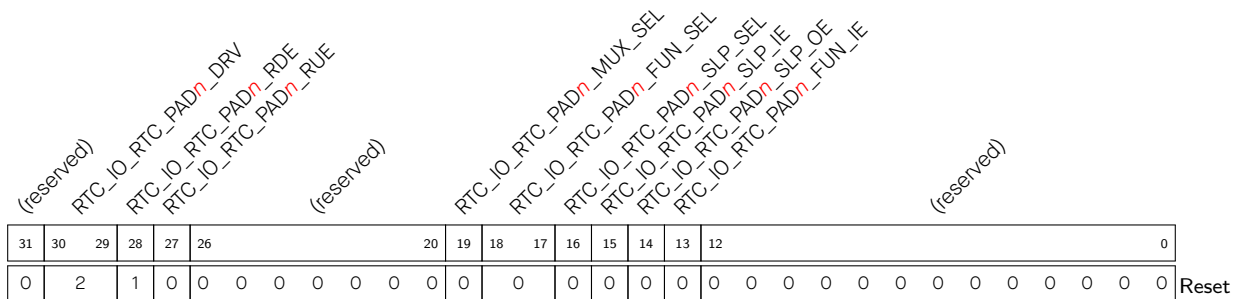 (reserved)
RTC_IO_RTC_PADn_DRV
RTC_IO_RTC_PADn_RDE
RTC_IO_RTC_PADn_RUE
(reserved)
RTC_IO_RTC_PADn_MUX_SEL
RTC_IO_RTC_PADn_FUN_SEL
RTC_IO_RTC_PADn_SLP_SEL
RTC_IO_RTC_PADn_SLP_IE
RTC_IO_RTC_PADn_SLP_OE
RTC_IO_RTC_PADn_FUN_IE
(reserved)
31 30 29 28 27 26 20 19 18 17 16 15 14 13 12 0
0 2 1 0 0 0 0 0 0 0 0 0 0 0 0 0 0 0 0 0 0 0 0 0 0 0 0 0 0 0 Reset